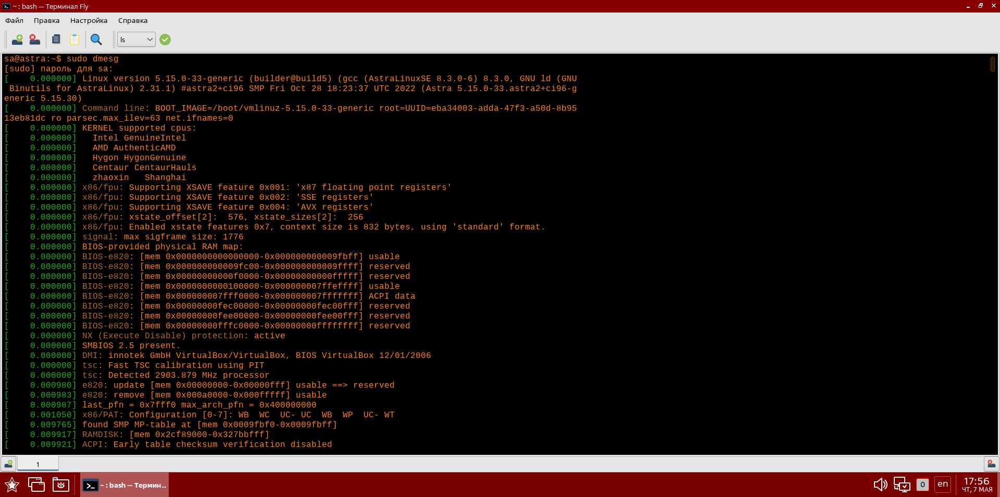 ~ : bash — Терминал Fly
Файл Правка Настройка Справка
ls
sa@astra:~$ sudo dmesg
[sudo] пароль для sa:
[    0.000000] Linux version 5.15.0-33-generic (builder@build5) (gcc (AstraLinuxSE 8.3.0-6) 8.3.0, GNU ld (GNU
 Binutils for AstraLinux) 2.31.1) #astra2+ci96 SMP Fri Oct 28 18:23:37 UTC 2022 (Astra 5.15.0-33.astra2+ci96-g
eneric 5.15.30)
[    0.000000] Command line: BOOT_IMAGE=/boot/vmlinuz-5.15.0-33-generic root=UUID=eba34003-adda-47f3-a50d-8b95
13eb81dc ro parsec.max_ilev=63 net.ifnames=0
[    0.000000] KERNEL supported cpus:
[    0.000000]   Intel GenuineIntel
[    0.000000]   AMD AuthenticAMD
[    0.000000]   Hygon HygonGenuine
[    0.000000]   Centaur CentaurHauls
[    0.000000]   zhaoxin   Shanghai
[    0.000000] x86/fpu: Supporting XSAVE feature 0x001: 'x87 floating point registers'
[    0.000000] x86/fpu: Supporting XSAVE feature 0x002: 'SSE registers'
[    0.000000] x86/fpu: Supporting XSAVE feature 0x004: 'AVX registers'
[    0.000000] x86/fpu: xstate_offset[2]:  576, xstate_sizes[2]:  256
[    0.000000] x86/fpu: Enabled xstate features 0x7, context size is 832 bytes, using 'standard' format.
[    0.000000] signal: max sigframe size: 1776
[    0.000000] BIOS-provided physical RAM map:
[    0.000000] BIOS-e820: [mem 0x0000000000000000-0x000000000009fbff] usable
[    0.000000] BIOS-e820: [mem 0x000000000009fc00-0x000000000009ffff] reserved
[    0.000000] BIOS-e820: [mem 0x00000000000f0000-0x00000000000fffff] reserved
[    0.000000] BIOS-e820: [mem 0x0000000000100000-0x000000007ffeffff] usable
[    0.000000] BIOS-e820: [mem 0x000000007fff0000-0x000000007fffffff] ACPI data
[    0.000000] BIOS-e820: [mem 0x00000000fec00000-0x00000000fec00fff] reserved
[    0.000000] BIOS-e820: [mem 0x00000000fee00000-0x00000000fee00fff] reserved
[    0.000000] BIOS-e820: [mem 0x00000000fffc0000-0x00000000ffffffff] reserved
[    0.000000] NX (Execute Disable) protection: active
[    0.000000] SMBIOS 2.5 present.
[    0.000000] DMI: innotek GmbH VirtualBox/VirtualBox, BIOS VirtualBox 12/01/2006
[    0.000000] tsc: Fast TSC calibration using PIT
[    0.000000] tsc: Detected 2903.879 MHz processor
[    0.000980] e820: update [mem 0x00000000-0x00000fff] usable ==> reserved
[    0.000983] e820: remove [mem 0x000a0000-0x000fffff] usable
[    0.000987] last_pfn = 0x7fff0 max_arch_pfn = 0x400000000
[    0.001050] x86/PAT: Configuration [0-7]: WB  WC  UC- UC  WB  WP  UC- WT
[    0.009765] found SMP MP-table at [mem 0x0009fbf0-0x0009fbff]
[    0.009917] RAMDISK: [mem 0x2cf89000-0x327bbfff]
[    0.009921] ACPI: Early table checksum verification disabled
1
~ : bash — Термин...
0
en
17:56
ЧТ, 7 МАЯ